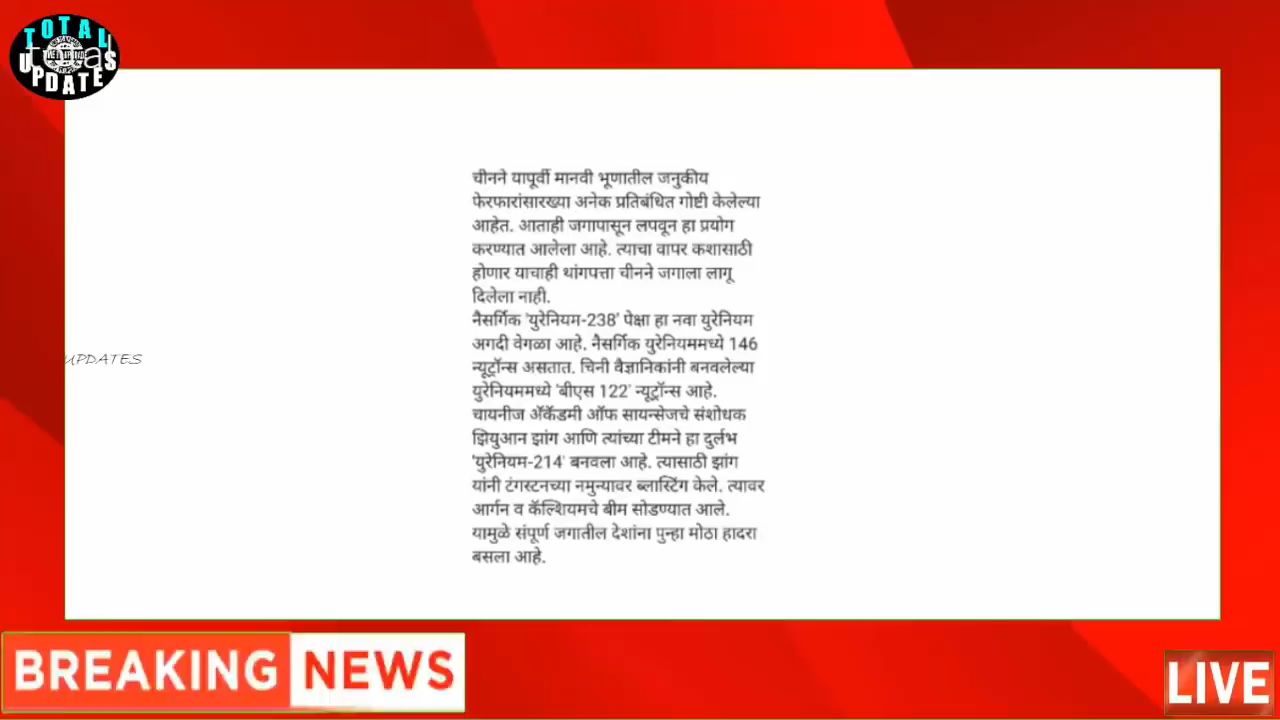 TOTAL
UPDATES
चीनने यापूर्वी मानवी भूणातील जनुकीय
फेरफारांसारख्या अनेक प्रतिबंधित गोष्टी केलेल्या
आहेत. आताही जगापासून लपवून हा प्रयोग
करण्यात आलेला आहे. त्याचा वापर कशासाठी
होणार याचाही थांगपत्ता चीनने जगाला लागू
दिलेला नाही.
नैसर्गिक 'युरेनियम-238' पेक्षा हा नवा युरेनियम
अगदी वेगळा आहे. नैसर्गिक युरेनियममध्ये 146
न्यूट्रॉन्स असतात. चिनी वैज्ञानिकांनी बनवलेल्या
युरेनियममध्ये 'बीएस 122' न्यूट्रॉन्स आहे.
चायनीज ॲकॅडमी ऑफ सायन्सेजचे संशोधक
झियुआन झांग आणि त्यांच्या टीमने हा दुर्लभ
'युरेनियम-214' बनवला आहे. त्यासाठी झांग
यांनी टंगस्टनच्या नमुन्यावर ब्लास्टिंग केले. त्यावर
आर्गन व कॅल्शियमचे बीम सोडण्यात आले.
यामुळे संपूर्ण जगातील देशांना पुन्हा मोठा हादरा
बसला आहे.
UPDATES
BREAKING NEWS
LIVE